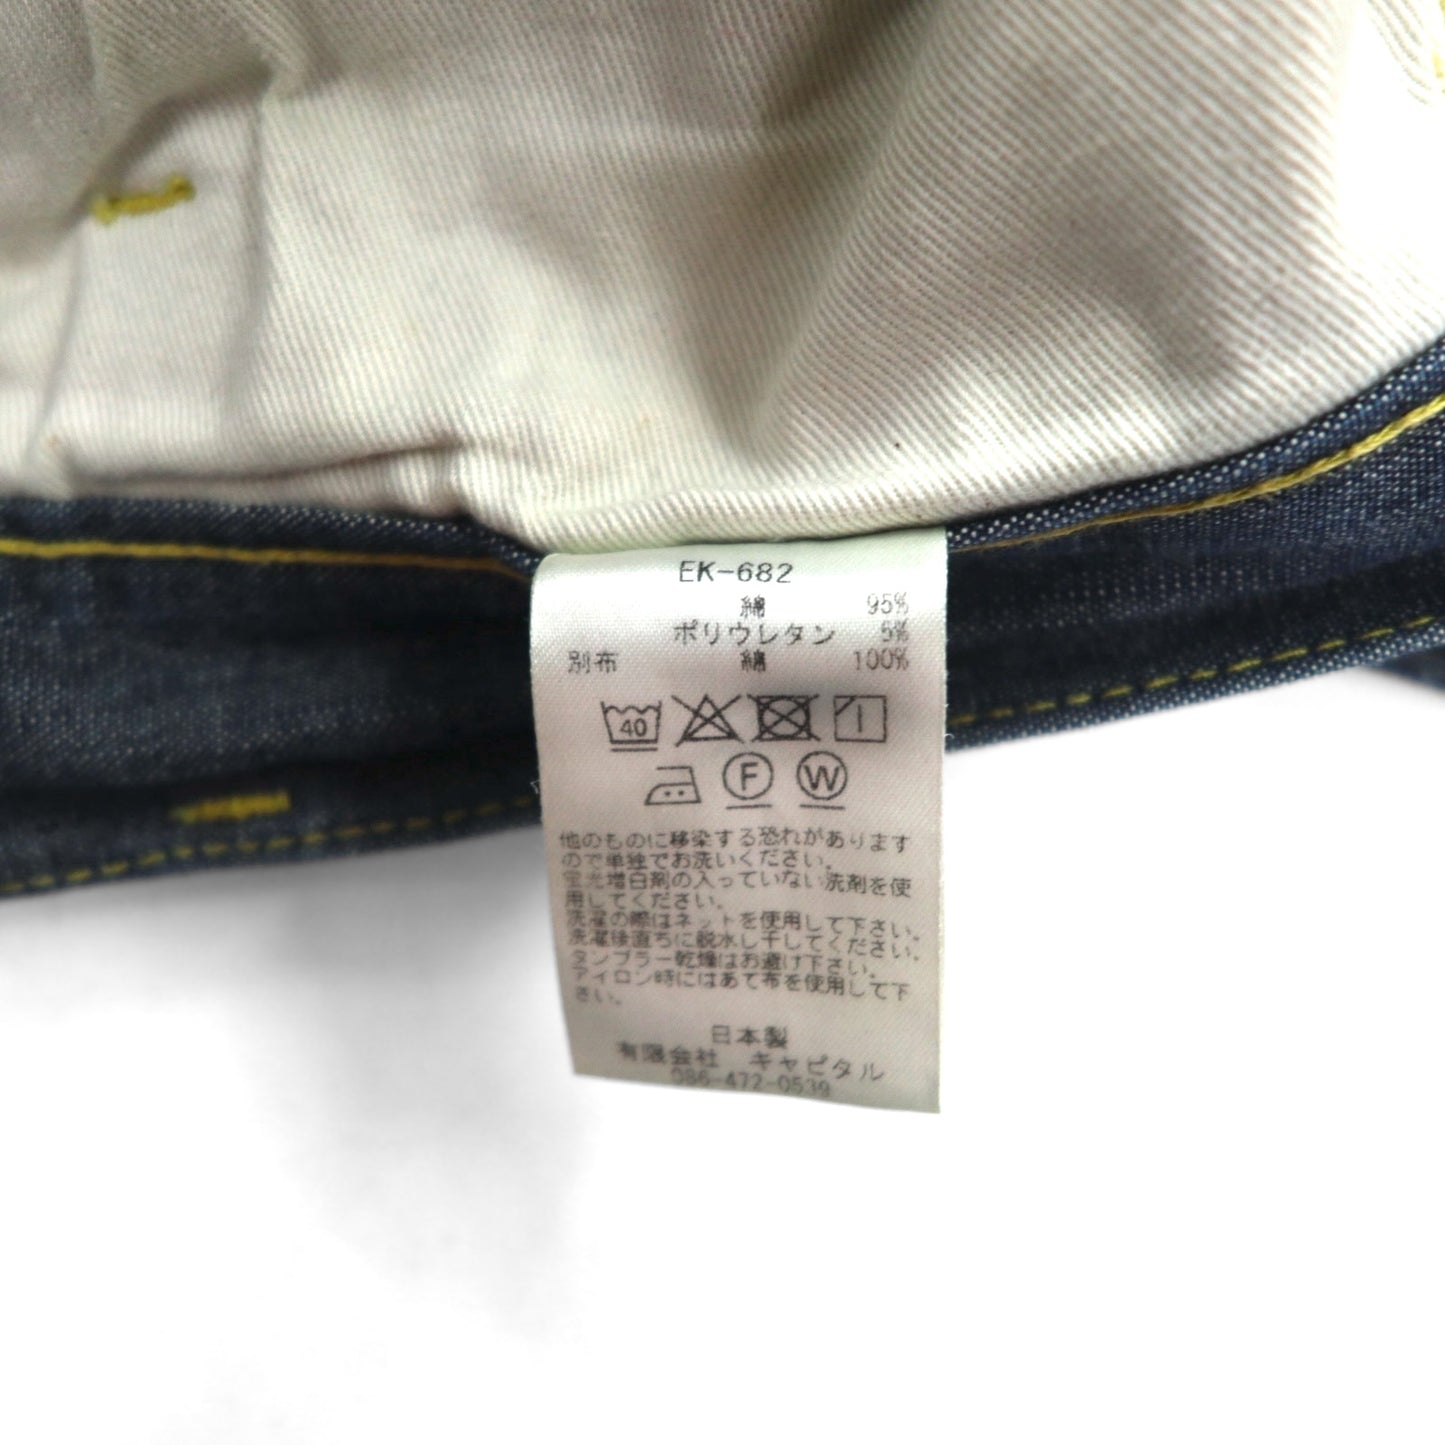 EK-682
綿 95%
ポリウレタン 5%
別布 綿 100%
40
F W
他のものに移染する恐れがあります
ので単独でお洗いください。
蛍光増白剤の入っていない洗剤を使
用してください。
洗濯の際はネットを使用して下さい。
洗濯後直ちに脱水し干してください。
タンブラー乾燥はお避け下さい。
アイロン時にはあて布を使用して下
さい。
日本製
有限会社 キャピタル
086-472-0539